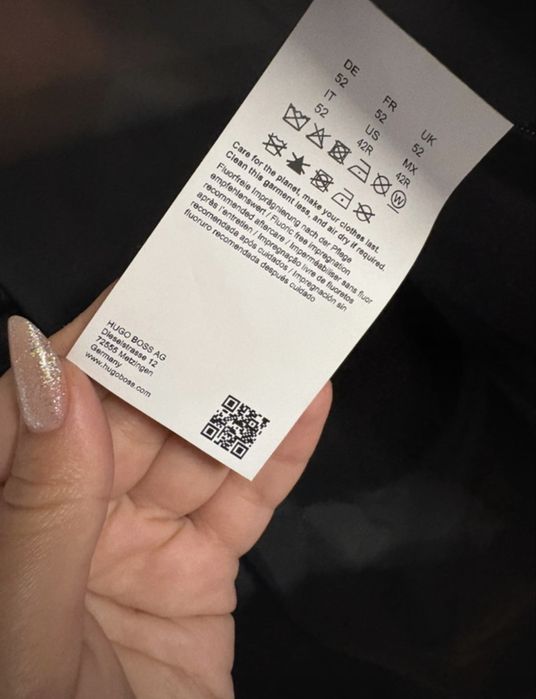 DE FR UK
52 52 52
IT US MX
52 42R 42R
W
Care for the planet, make your clothes last.
Clean this garment less, and air dry if required.
Fluorfreie Imprägnierung nach der Pflege
empfehlenswert / Fluoric free impregnation
recommended aftercare / Imperméabiliser sans fluor
après l'entretien / Impregnação livre de fluoretos
recomendada após cuidados / Impregnación sin
fluoruro recomendada después cuidado
HUGO BOSS AG
Dieselstrasse 12
72555 Metzingen
Germany
www.hugoboss.com